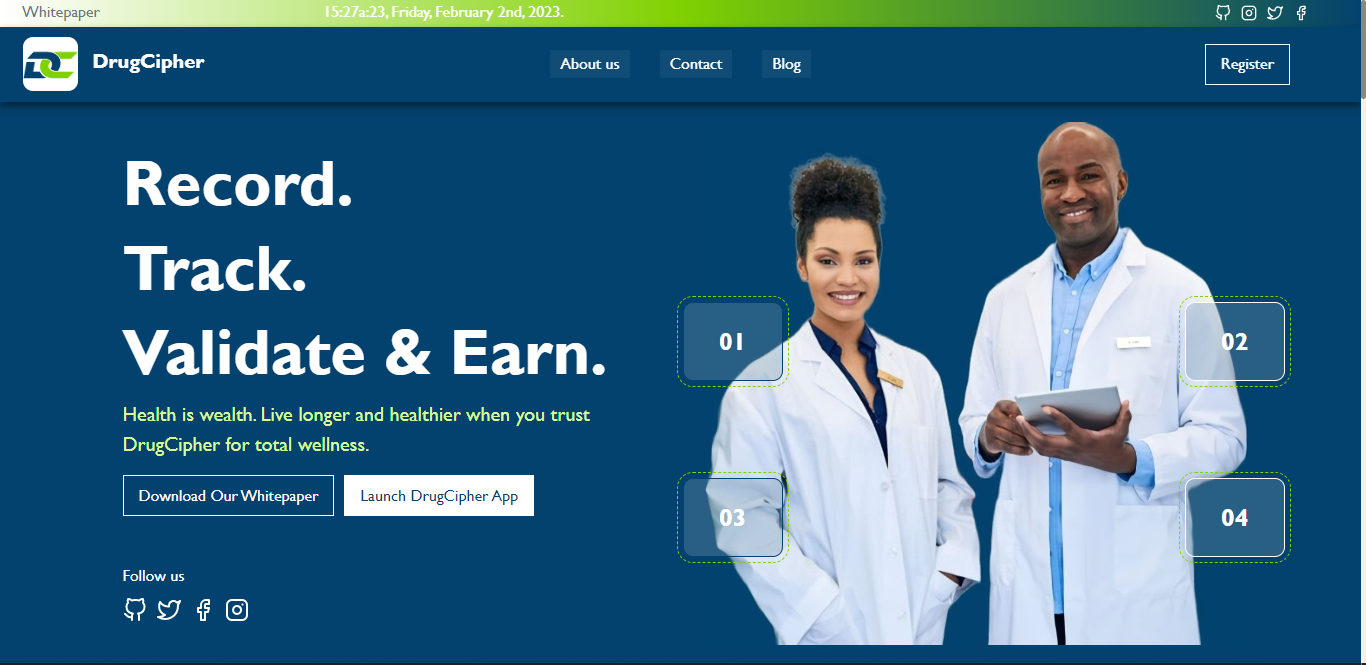 Whitepaper
15:27a:23, Friday, February 2nd, 2023.
DC
DrugCipher
About us
Contact
Blog
Register
Record.
Track.
Validate & Earn.
Health is wealth. Live longer and healthier when you trust
DrugCipher for total wellness.
Download Our Whitepaper
Launch DrugCipher App
01
02
03
04
Follow us